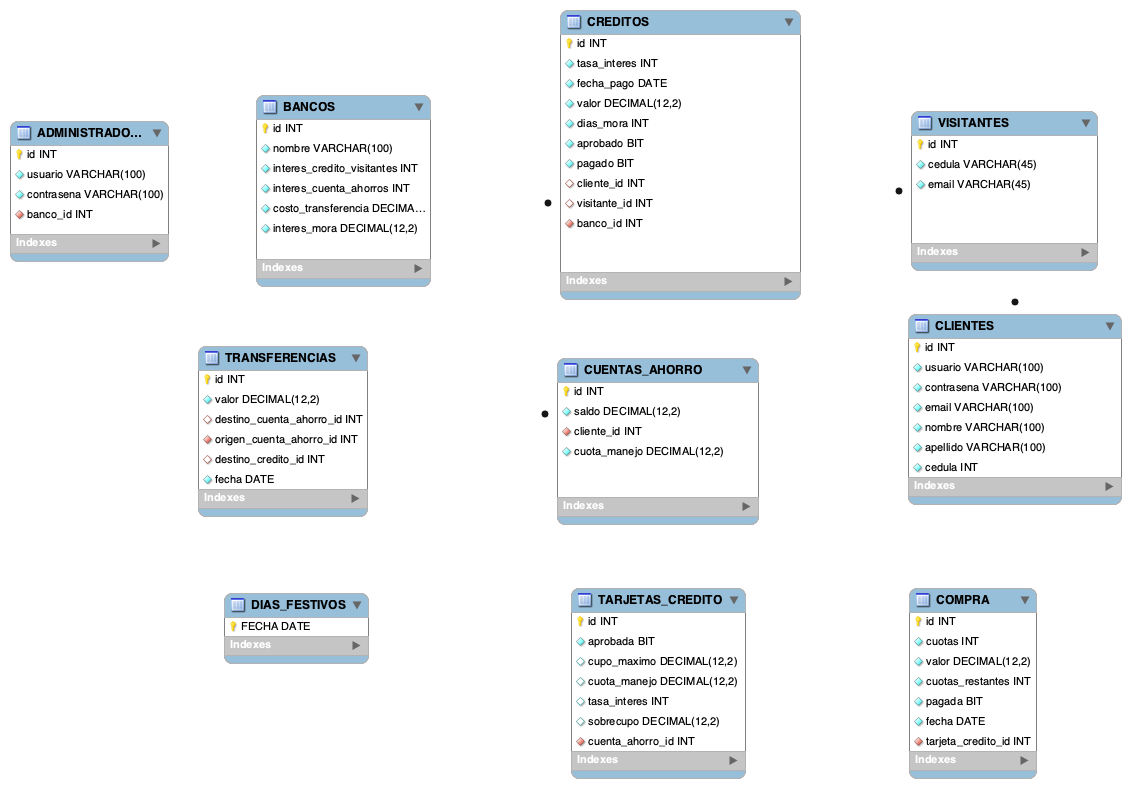 CREDITOS
id INT
tasa_interes INT
fecha_pago DATE
valor DECIMAL(12,2)
dias_mora INT
aprobado BIT
pagado BIT
cliente_id INT
visitante_id INT
banco_id INT
Indexes
BANCOS
id INT
nombre VARCHAR(100)
interes_credito_visitantes INT
interes_cuenta_ahorros INT
costo_transferencia DECIMA...
interes_mora DECIMAL(12,2)
Indexes
ADMINISTRADO...
id INT
usuario VARCHAR(100)
contrasena VARCHAR(100)
banco_id INT
Indexes
VISITANTES
id INT
cedula VARCHAR(45)
email VARCHAR(45)
Indexes
CLIENTES
id INT
usuario VARCHAR(100)
contrasena VARCHAR(100)
email VARCHAR(100)
nombre VARCHAR(100)
apellido VARCHAR(100)
cedula INT
Indexes
TRANSFERENCIAS
id INT
valor DECIMAL(12,2)
destino_cuenta_ahorro_id INT
origen_cuenta_ahorro_id INT
destino_credito_id INT
fecha DATE
Indexes
CUENTAS_AHORRO
id INT
saldo DECIMAL(12,2)
cliente_id INT
cuota_manejo DECIMAL(12,2)
Indexes
DIAS_FESTIVOS
FECHA DATE
Indexes
TARJETAS_CREDITO
id INT
aprobada BIT
cupo_maximo DECIMAL(12,2)
cuota_manejo DECIMAL(12,2)
tasa_interes INT
sobrecupo DECIMAL(12,2)
cuenta_ahorro_id INT
Indexes
COMPRA
id INT
cuotas INT
valor DECIMAL(12,2)
cuotas_restantes INT
pagada BIT
fecha DATE
tarjeta_credito_id INT
Indexes